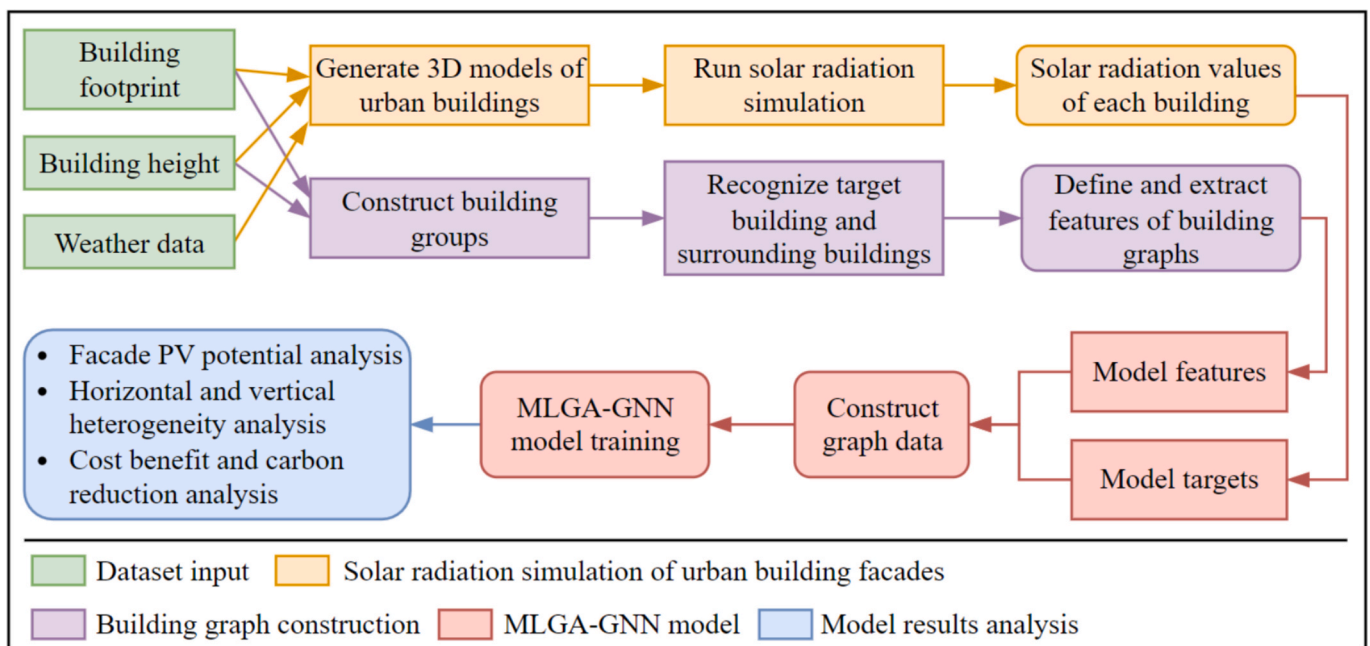 Building
footprint
Building height
Weather data
Generate 3D models of
urban buildings
Run solar radiation
simulation
Solar radiation values
of each building
Construct building
groups
Recognize target
building and
surrounding buildings
Define and extract
features of building
graphs
Model features
Model targets
Construct
graph data
MLGA-GNN
model training
• Facade PV potential analysis
• Horizontal and vertical
heterogeneity analysis
• Cost benefit and carbon
reduction analysis
Dataset input
Solar radiation simulation of urban building facades
Building graph construction
MLGA-GNN model
Model results analysis